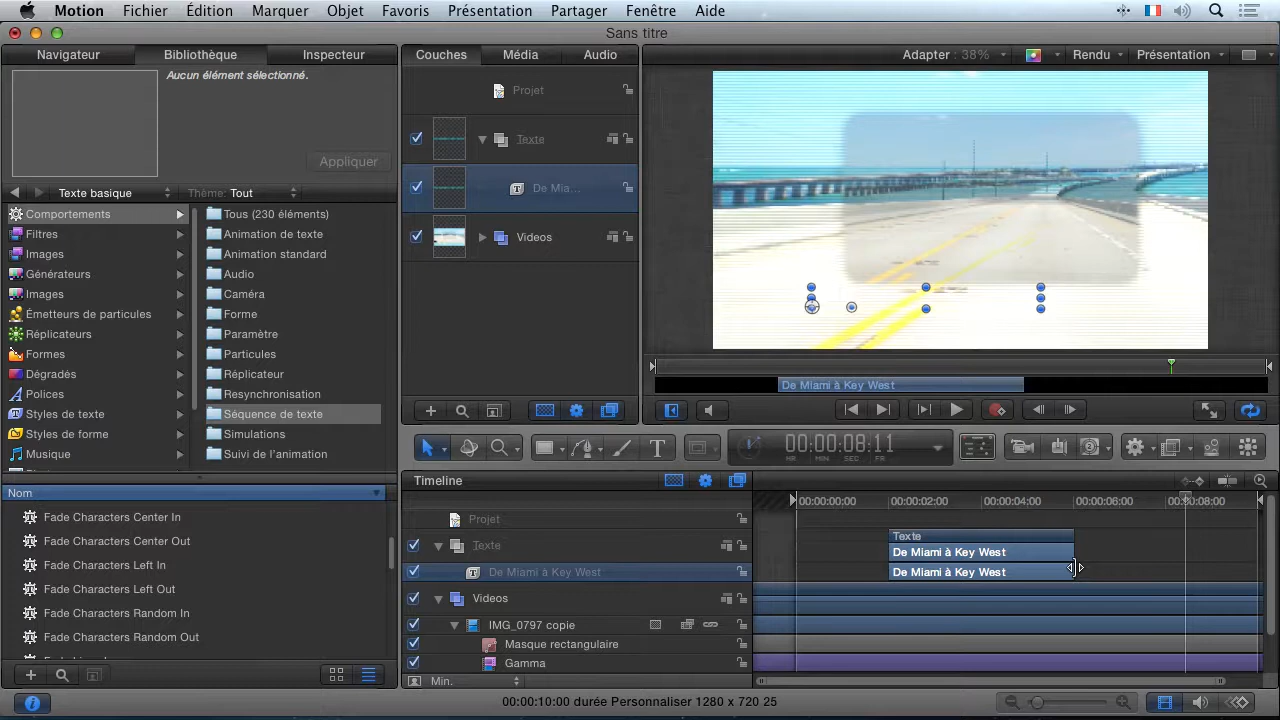 Motion Fichier Édition Marquer Objet Favoris Présentation Partager Fenêtre Aide
Sans titre
Navigateur Bibliothèque Inspecteur
Couches Média Audio
Adapter : 38% Rendu Présentation
Aucun élément sélectionné.
Appliquer
Texte basique Thème: Tout
Comportements
Filtres
Images
Générateurs
Images
Émetteurs de particules
Réplicateurs
Formes
Dégradés
Polices
Styles de texte
Styles de forme
Musique
Tous (230 éléments)
Animation de texte
Animation standard
Audio
Caméra
Forme
Paramètre
Particules
Réplicateur
Resynchronisation
Séquence de texte
Simulations
Suivi de l'animation
Nom
Fade Characters Center In
Fade Characters Center Out
Fade Characters Left In
Fade Characters Left Out
Fade Characters Random In
Fade Characters Random Out
Projet
Texte
De Mia...
Videos
De Miami à Key West
00:00:08:11
HR MIN SEC FR
Timeline
00:00:00:00 00:00:02:00 00:00:04:00 00:00:06:00 00:00:08:00
Projet
Texte
De Miami à Key West
Videos
IMG_0797 copie
Masque rectangulaire
Gamma
Min.
Texte
De Miami à Key West
De Miami à Key West
00:00:10:00 durée Personnaliser 1280 x 720 25